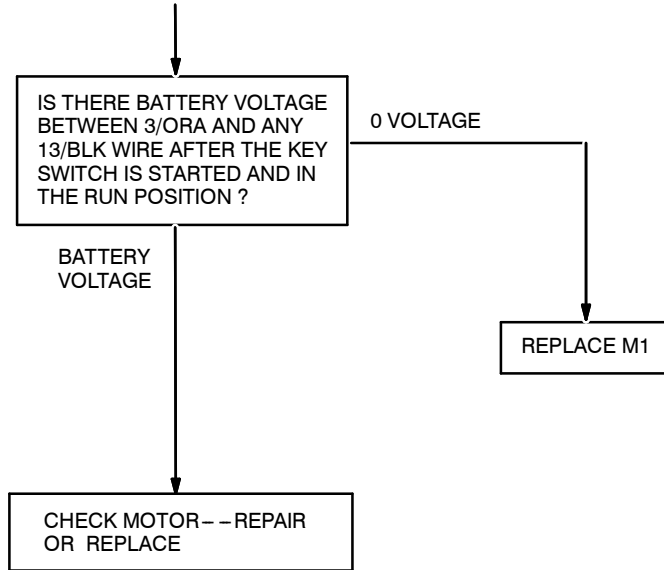 IS THERE BATTERY VOLTAGE
BETWEEN 3/ORA AND ANY
13/BLK WIRE AFTER THE KEY
SWITCH IS STARTED AND IN
THE RUN POSITION ?
0 VOLTAGE
BATTERY
VOLTAGE
REPLACE M1
CHECK MOTOR--REPAIR
OR REPLACE